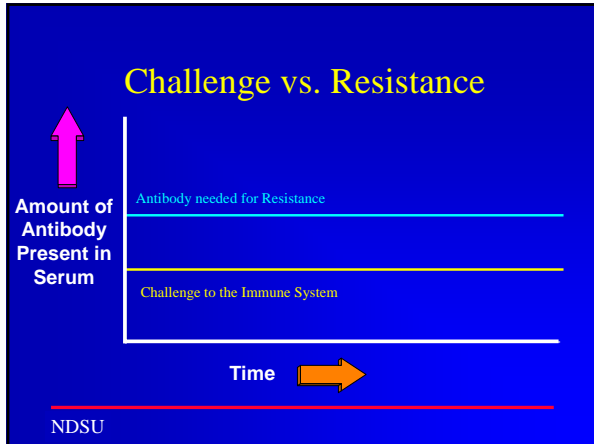 Challenge vs. Resistance
Antibody needed for Resistance
Amount of
Antibody
Present in
Serum
Challenge to the Immune System
Time
NDSU